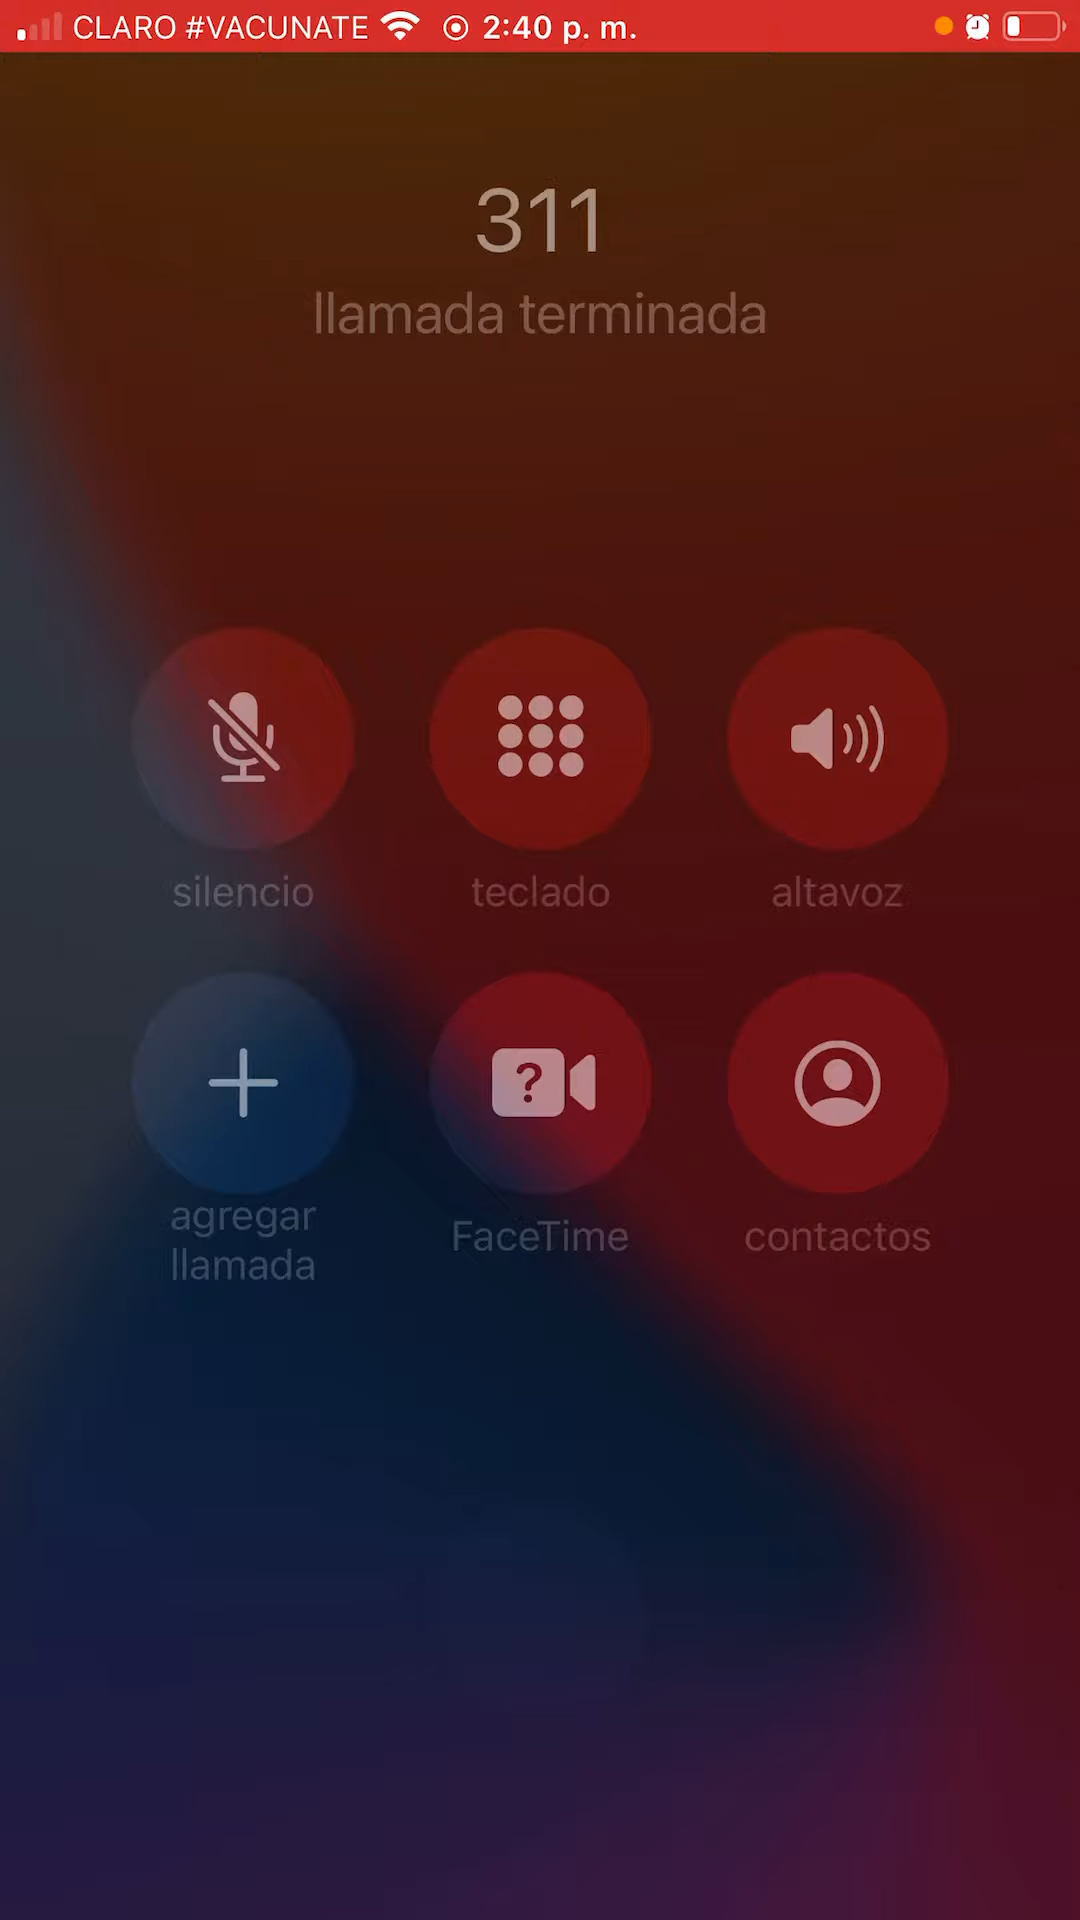 CLARO #VACUNATE 2:40 p. m.
311
llamada terminada
silencio teclado altavoz
?
agregar llamada FaceTime contactos